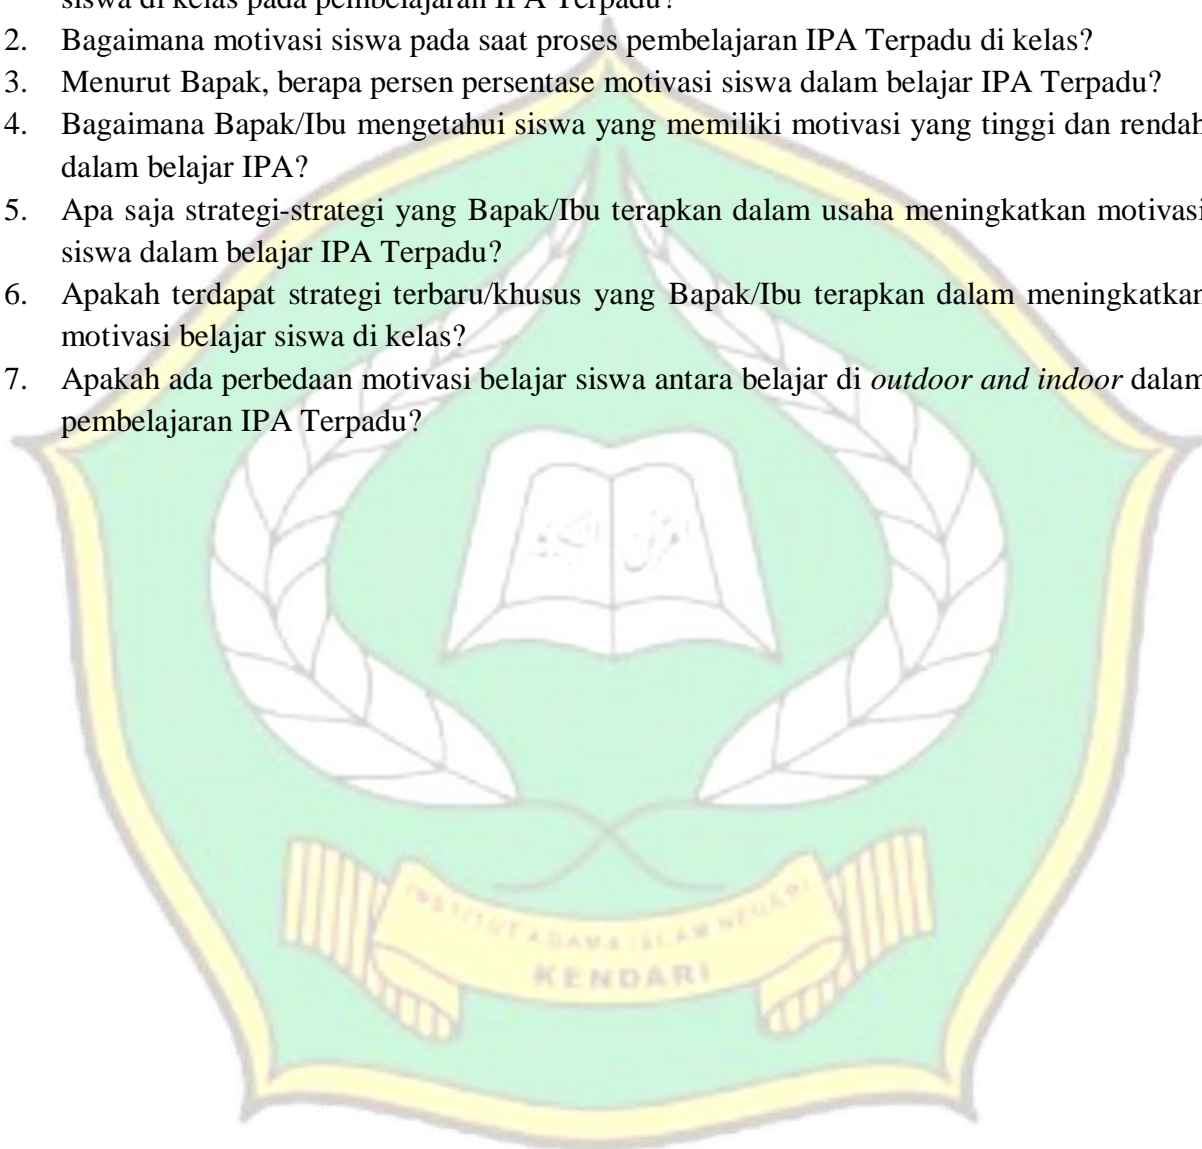 siswa di kelas pada pembelajaran IPA Terpadu?
2. Bagaimana motivasi siswa pada saat proses pembelajaran IPA Terpadu di kelas?
3. Menurut Bapak, berapa persen persentase motivasi siswa dalam belajar IPA Terpadu?
4. Bagaimana Bapak/Ibu mengetahui siswa yang memiliki motivasi yang tinggi dan rendah
dalam belajar IPA?
5. Apa saja strategi-strategi yang Bapak/Ibu terapkan dalam usaha meningkatkan motivasi
siswa dalam belajar IPA Terpadu?
6. Apakah terdapat strategi terbaru/khusus yang Bapak/Ibu terapkan dalam meningkatkan
motivasi belajar siswa di kelas?
7. Apakah ada perbedaan motivasi belajar siswa antara belajar di outdoor and indoor dalam
pembelajaran IPA Terpadu?
INSTITUT AGAMA ISLAM NEGERI
KENDARI